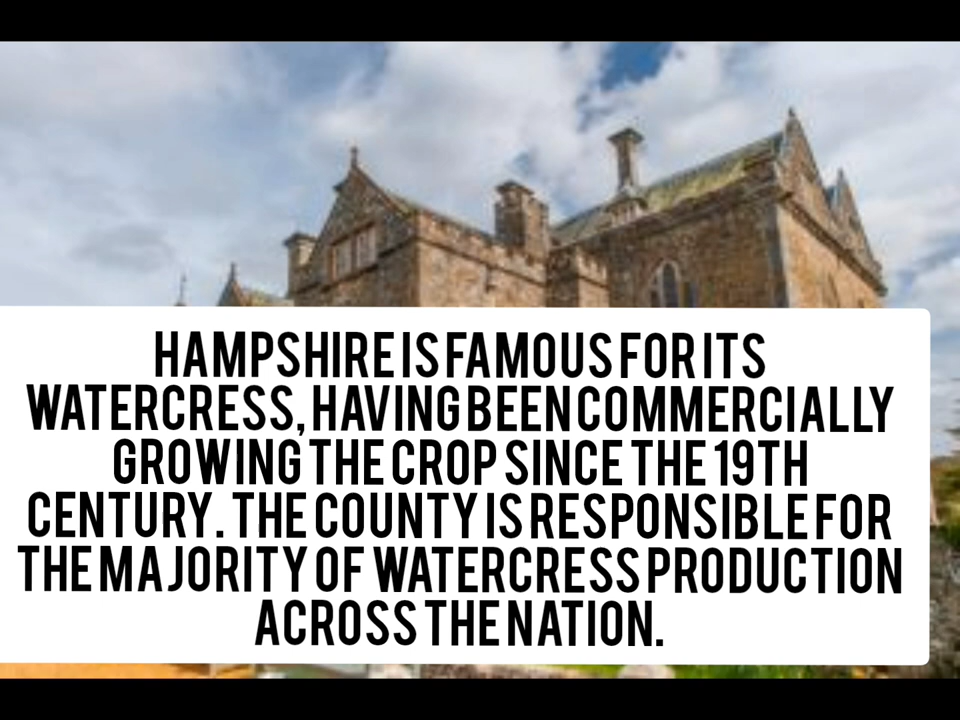 HAMPSHIRE IS FAMOUS FOR ITS
WATERCRESS, HAVING BEEN COMMERCIALLY
GROWING THE CROP SINCE THE 19TH
CENTURY. THE COUNTY IS RESPONSIBLE FOR
THE MAJORITY OF WATERCRESS PRODUCTION
ACROSS THE NATION.